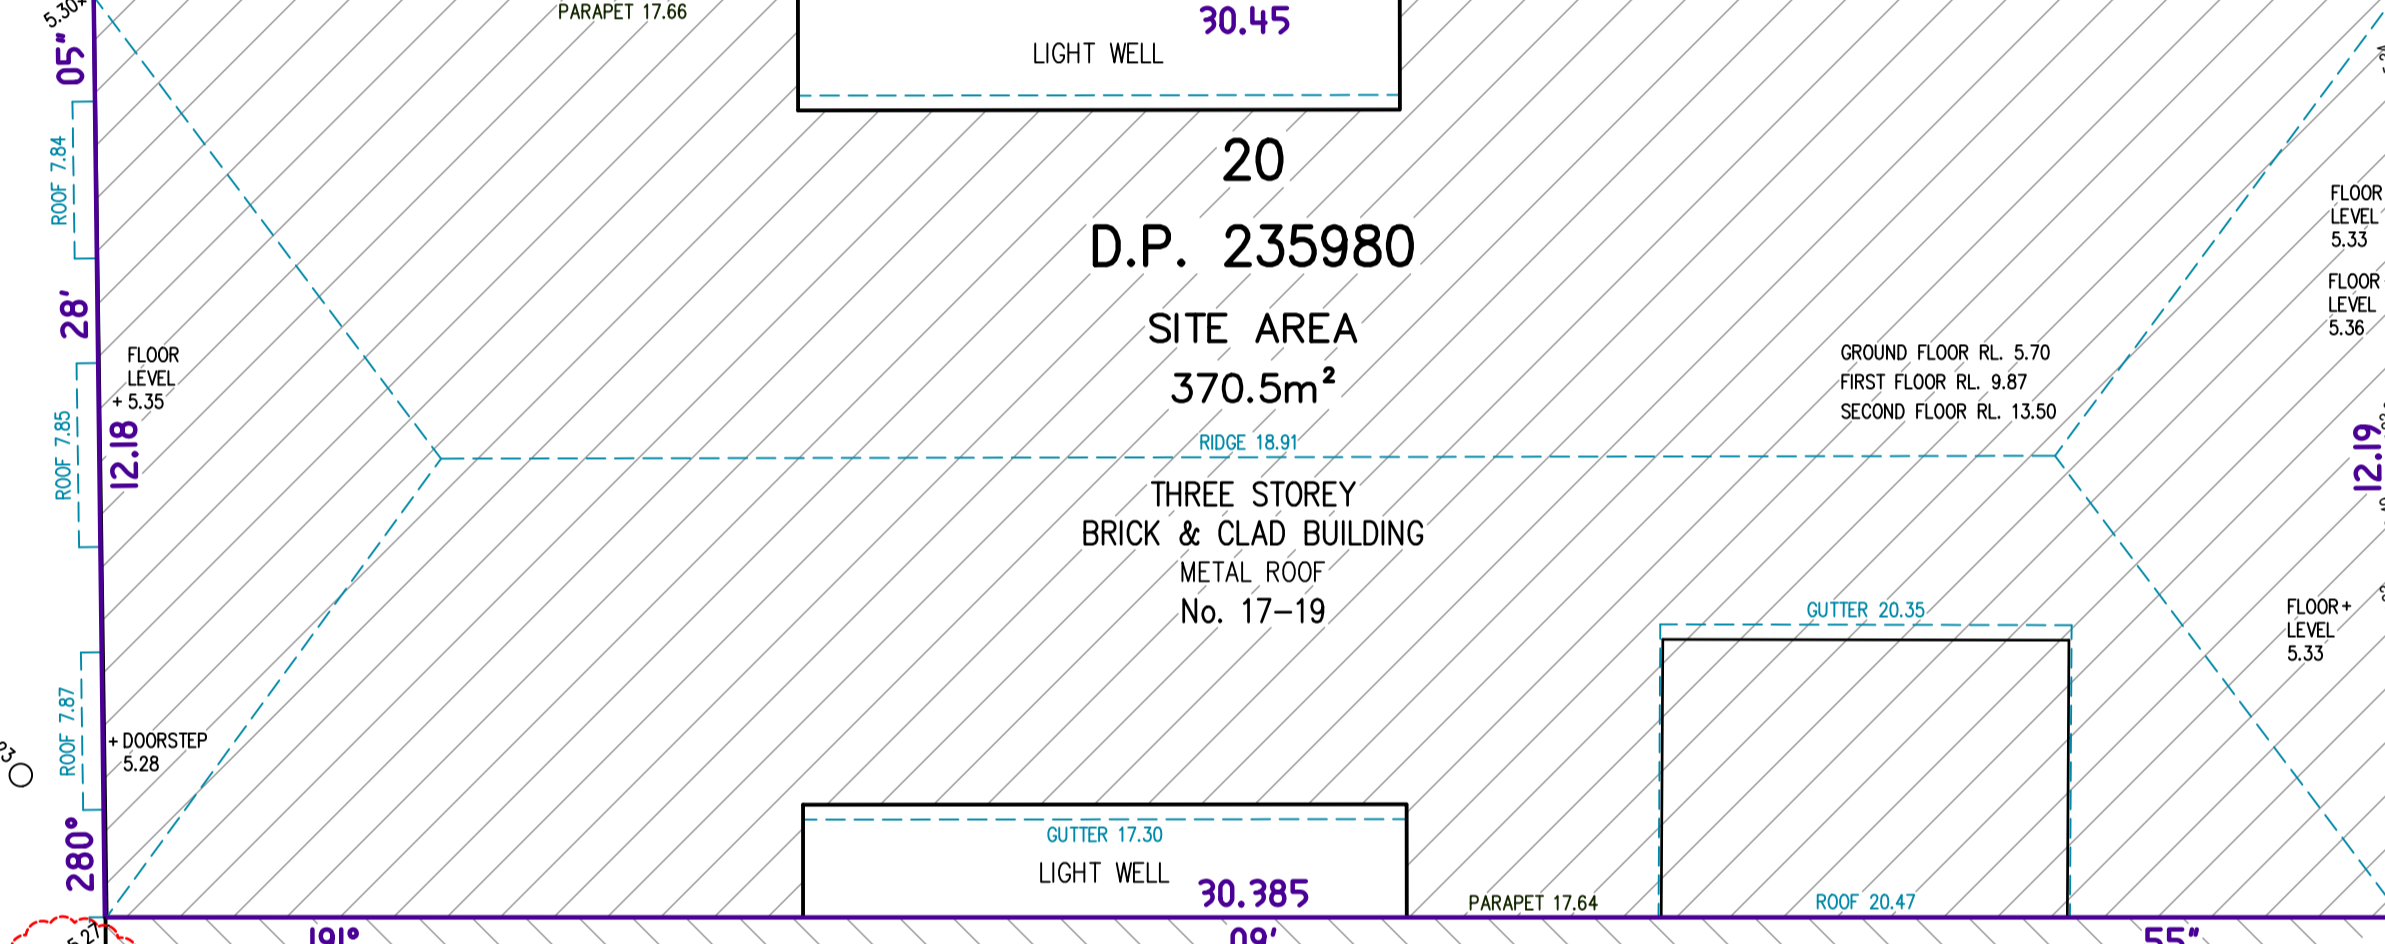 5.30
PARAPET 17.66
30.45
LIGHT WELL
05"
ROOF 7.84
20
D.P. 235980
SITE AREA
370.5m²
FLOOR
LEVEL
5.33
FLOOR
LEVEL
5.36
28'
FLOOR
LEVEL
+ 5.35
12.18
ROOF 7.85
GROUND FLOOR RL. 5.70
FIRST FLOOR RL. 9.87
SECOND FLOOR RL. 13.50
RIDGE 18.91
12.19
THREE STOREY
BRICK & CLAD BUILDING
METAL ROOF
No. 17-19
GUTTER 20.35
FLOOR+
LEVEL
5.33
ROOF 7.87
+ DOORSTEP
5.28
280°
GUTTER 17.30
LIGHT WELL
30.385
PARAPET 17.64
ROOF 20.47
5.27
191°
09'
55"